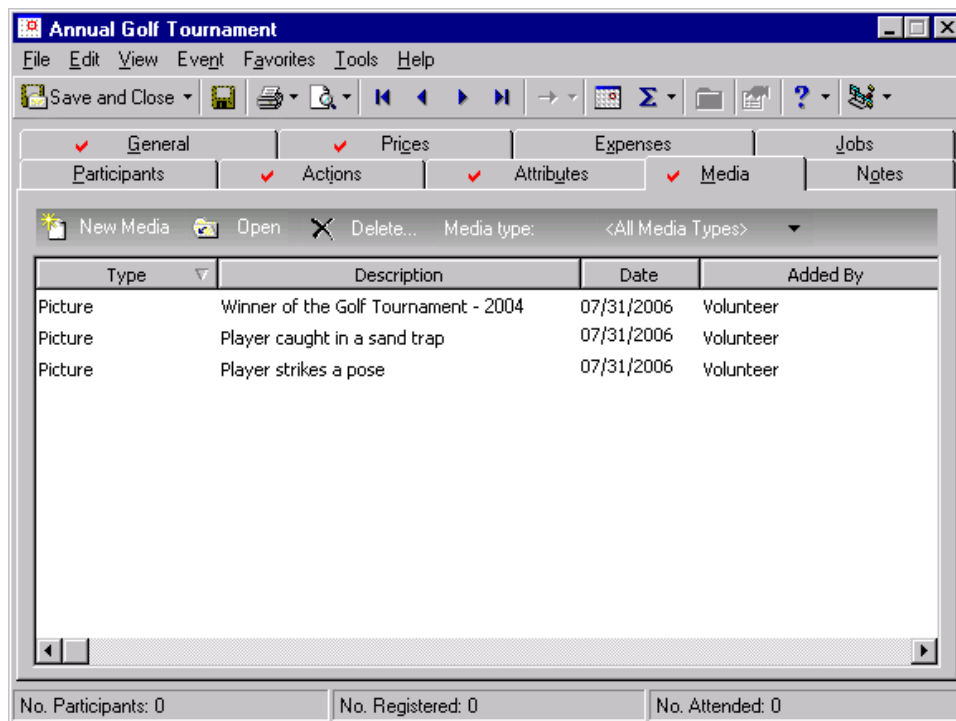 Annual Golf Tournament
File Edit View Event Favorites Tools Help
Save and Close
General Prices Expenses Jobs
Participants Actions Attributes Media Notes
New Media Open Delete... Media type: <All Media Types>
Type Description Date Added By
Picture Winner of the Golf Tournament - 2004 07/31/2006 Volunteer
Picture Player caught in a sand trap 07/31/2006 Volunteer
Picture Player strikes a pose 07/31/2006 Volunteer
No. Participants: 0 No. Registered: 0 No. Attended: 0